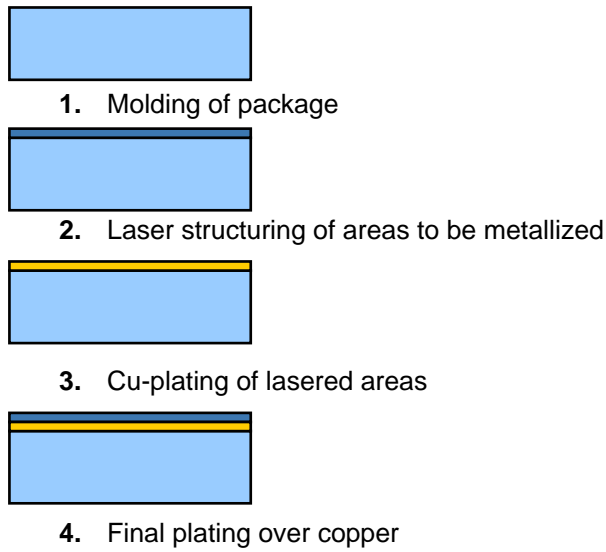 1. Molding of package
2. Laser structuring of areas to be metallized
3. Cu-plating of lasered areas
4. Final plating over copper